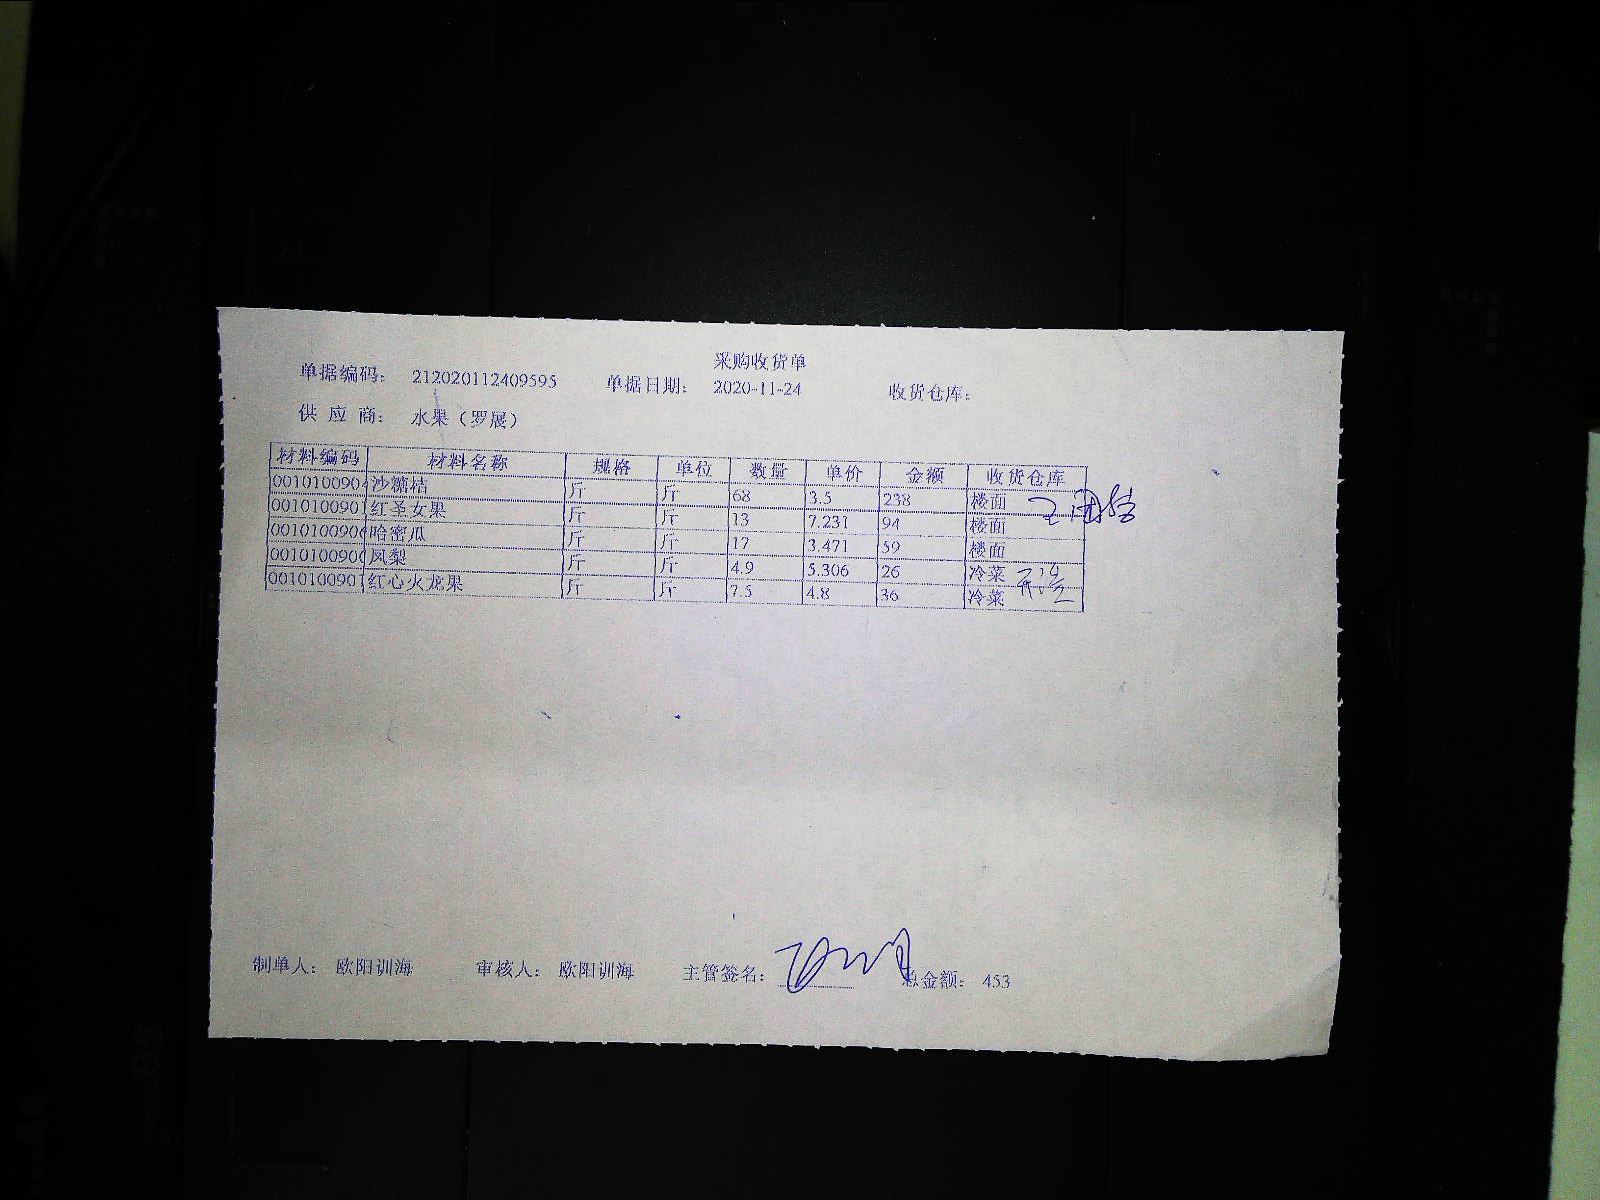 采购收货单
单据编码： 212020112409595 单据日期： 2020-11-24 收货仓库：
供 应 商： 水果（罗展）
材料编码 材料名称 规格 单位 数量 单价 金额 收货仓库
0010100904 沙糖桔 斤 斤 68 3.5 238 楼面
0010100901 红圣女果 斤 斤 13 7.231 94 楼面
0010100906 哈密瓜 斤 斤 17 3.471 59 楼面
0010100900 凤梨 斤 斤 4.9 5.306 26 冷菜
0010100901 红心火龙果 斤 斤 7.5 4.8 36 冷菜
制单人： 欧阳训海 审核人： 欧阳训海 主管签名： 总金额： 453